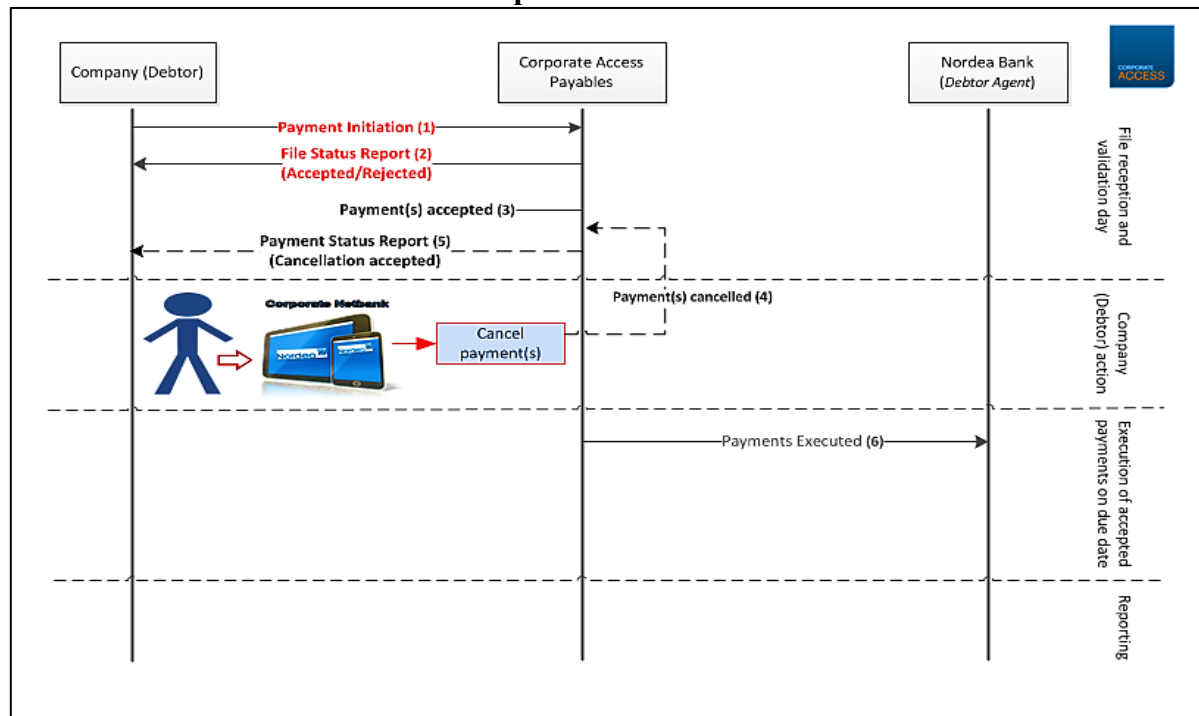 Company (Debtor)
Corporate Access
Payables
Nordea Bank
(Debtor Agent)
CORPORATE
ACCESS
Payment Initiation (1)
File Status Report (2)
(Accepted/Rejected)
Payment(s) accepted (3)
Payment Status Report (5)
(Cancellation accepted)
File reception and
validation day
Payment(s) cancelled (4)
Corporate Netbank
Nordea
Nordea
Cancel
payment(s)
Company
(Debtor) action
Payments Executed (6)
Execution of accepted
payments on due date
Reporting